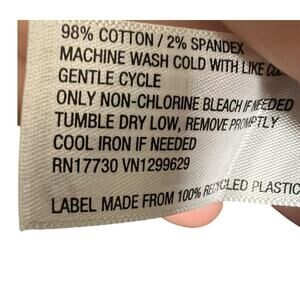 98% COTTON / 2% SPANDEX
MACHINE WASH COLD WITH LIKE
GENTLE CYCLE
ONLY NON-CHLORINE BLEACH IF NEEDED
TUMBLE DRY LOW, REMOVE PROMPTLY
COOL IRON IF NEEDED
RN17730 VN1299629
LABEL MADE FROM 100% RECYCLED PLASTIC